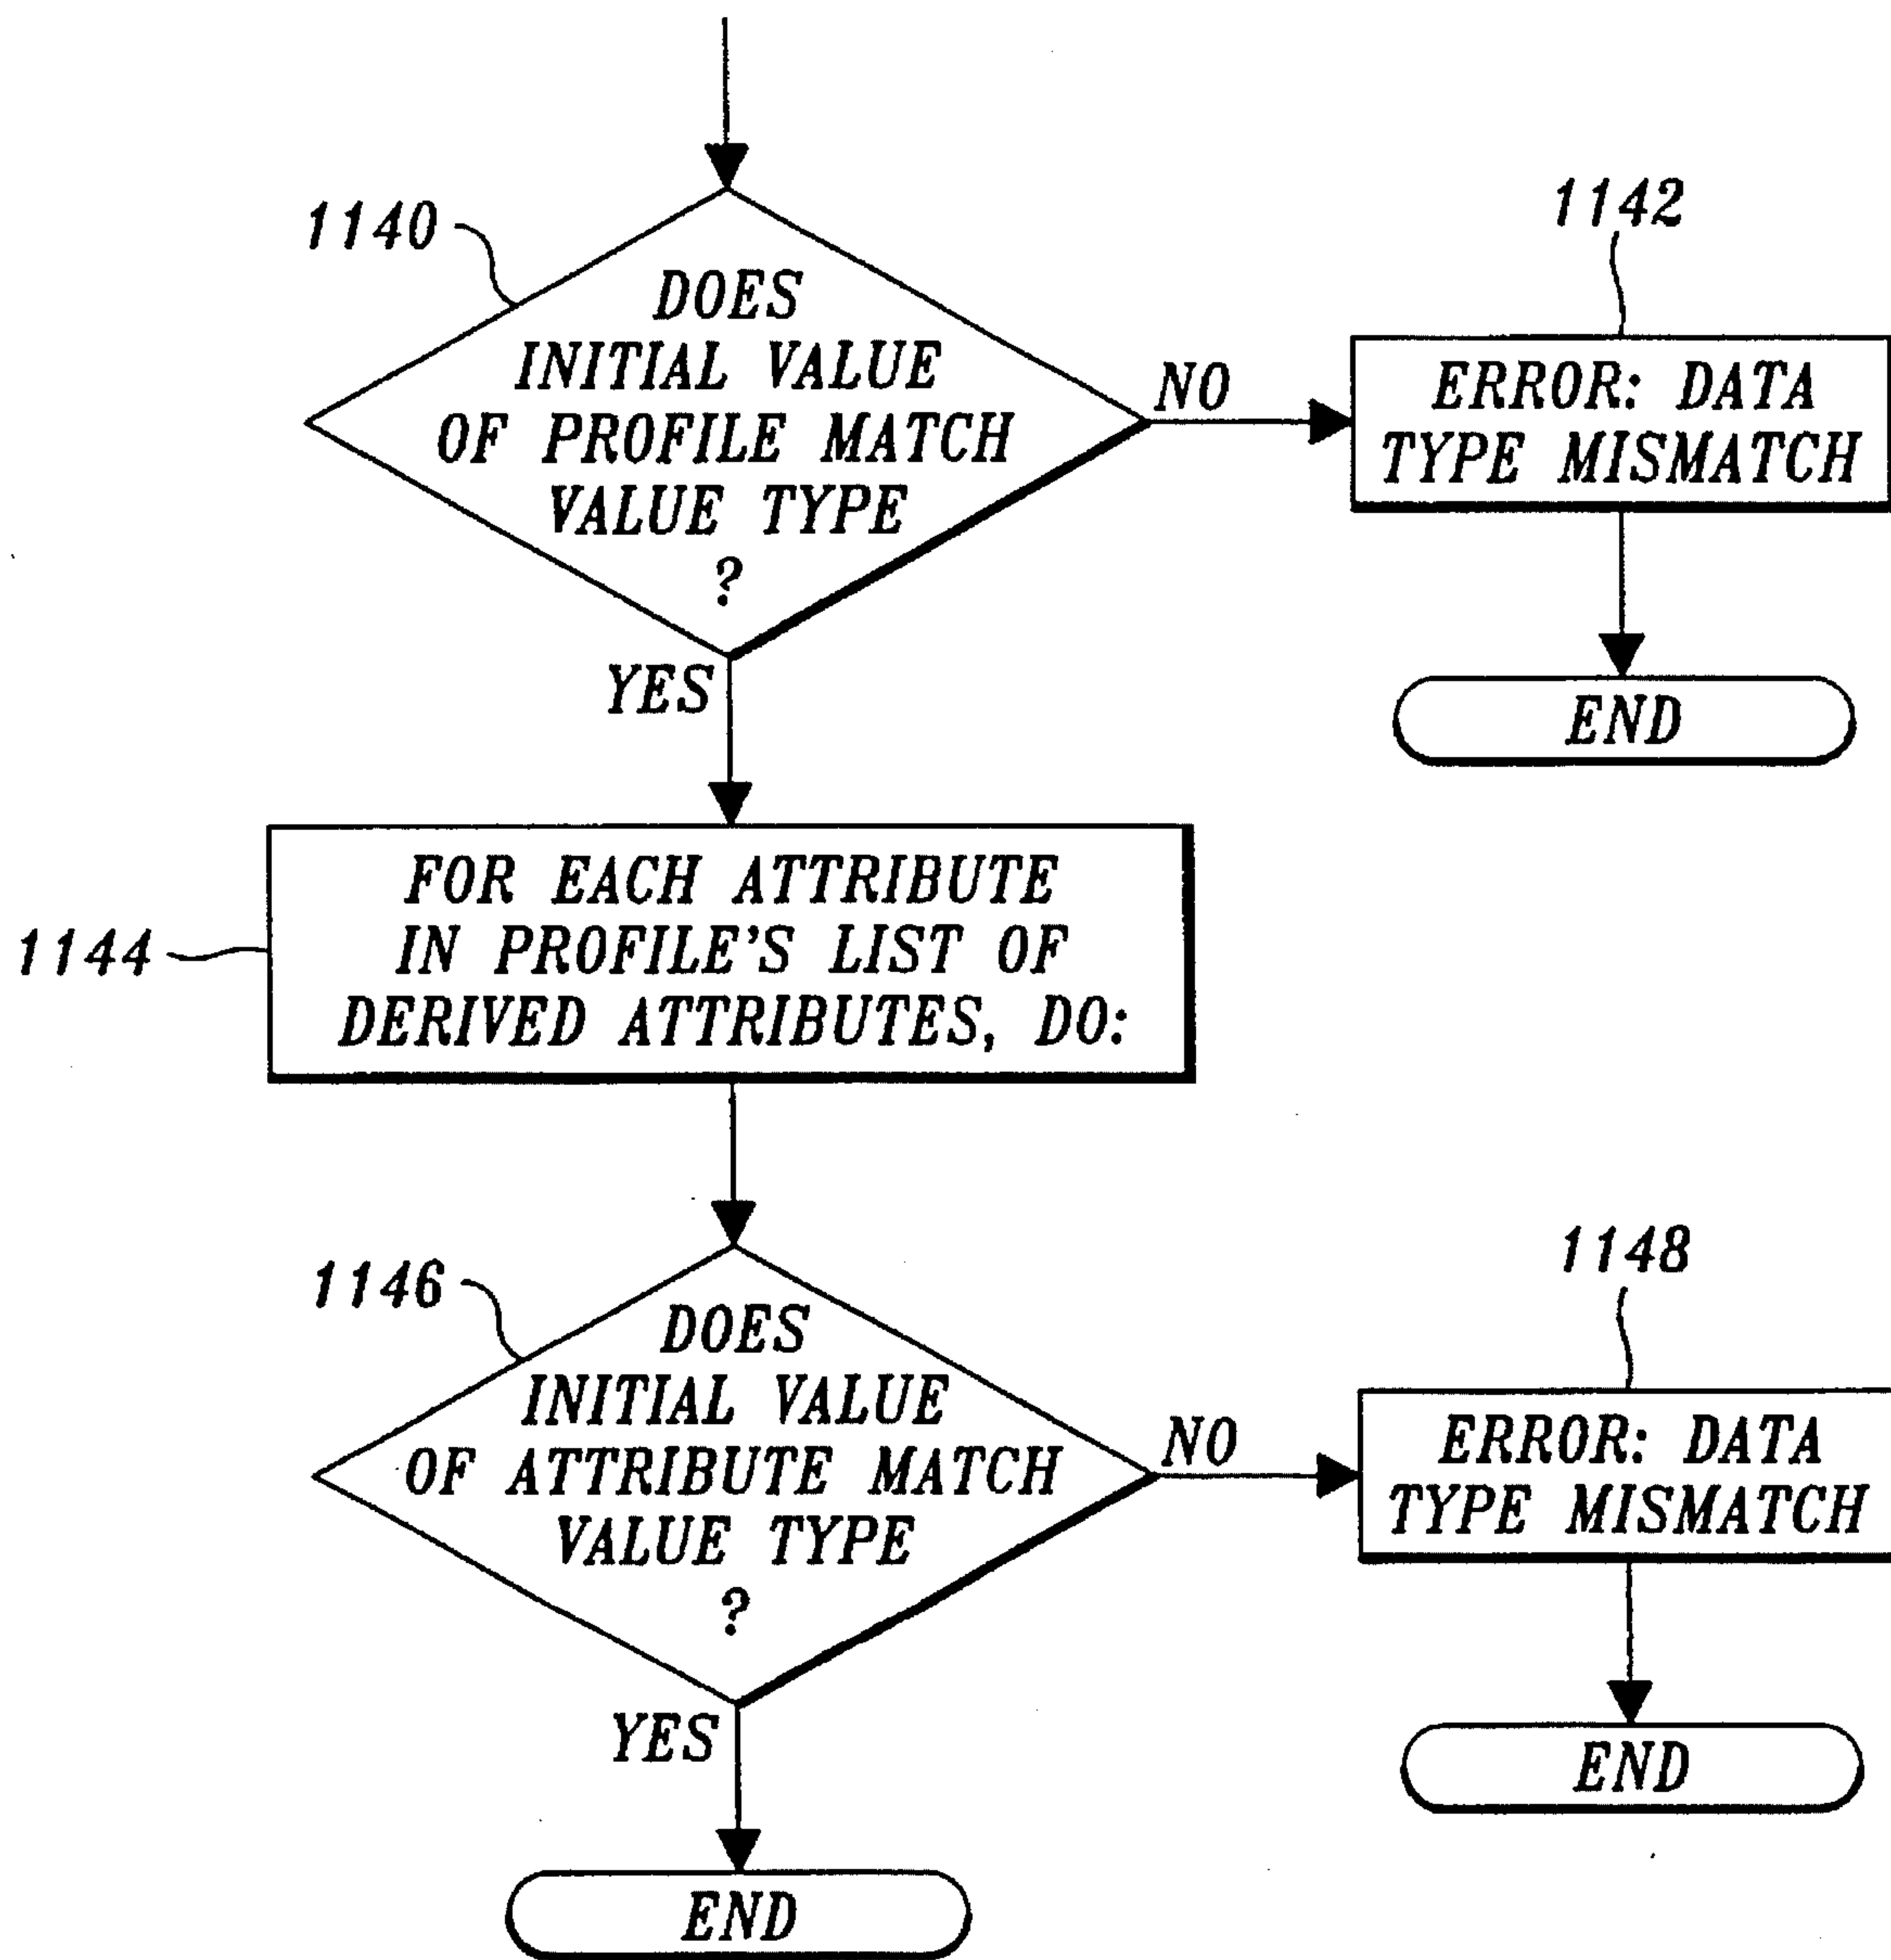 1140
DOES
INITIAL VALUE
OF PROFILE MATCH
VALUE TYPE
?
NO
1142
ERROR: DATA
TYPE MISMATCH
END
YES
1144
FOR EACH ATTRIBUTE
IN PROFILE'S LIST OF
DERIVED ATTRIBUTES, DO:
1146
DOES
INITIAL VALUE
OF ATTRIBUTE MATCH
VALUE TYPE
?
NO
1148
ERROR: DATA
TYPE MISMATCH
END
YES
END